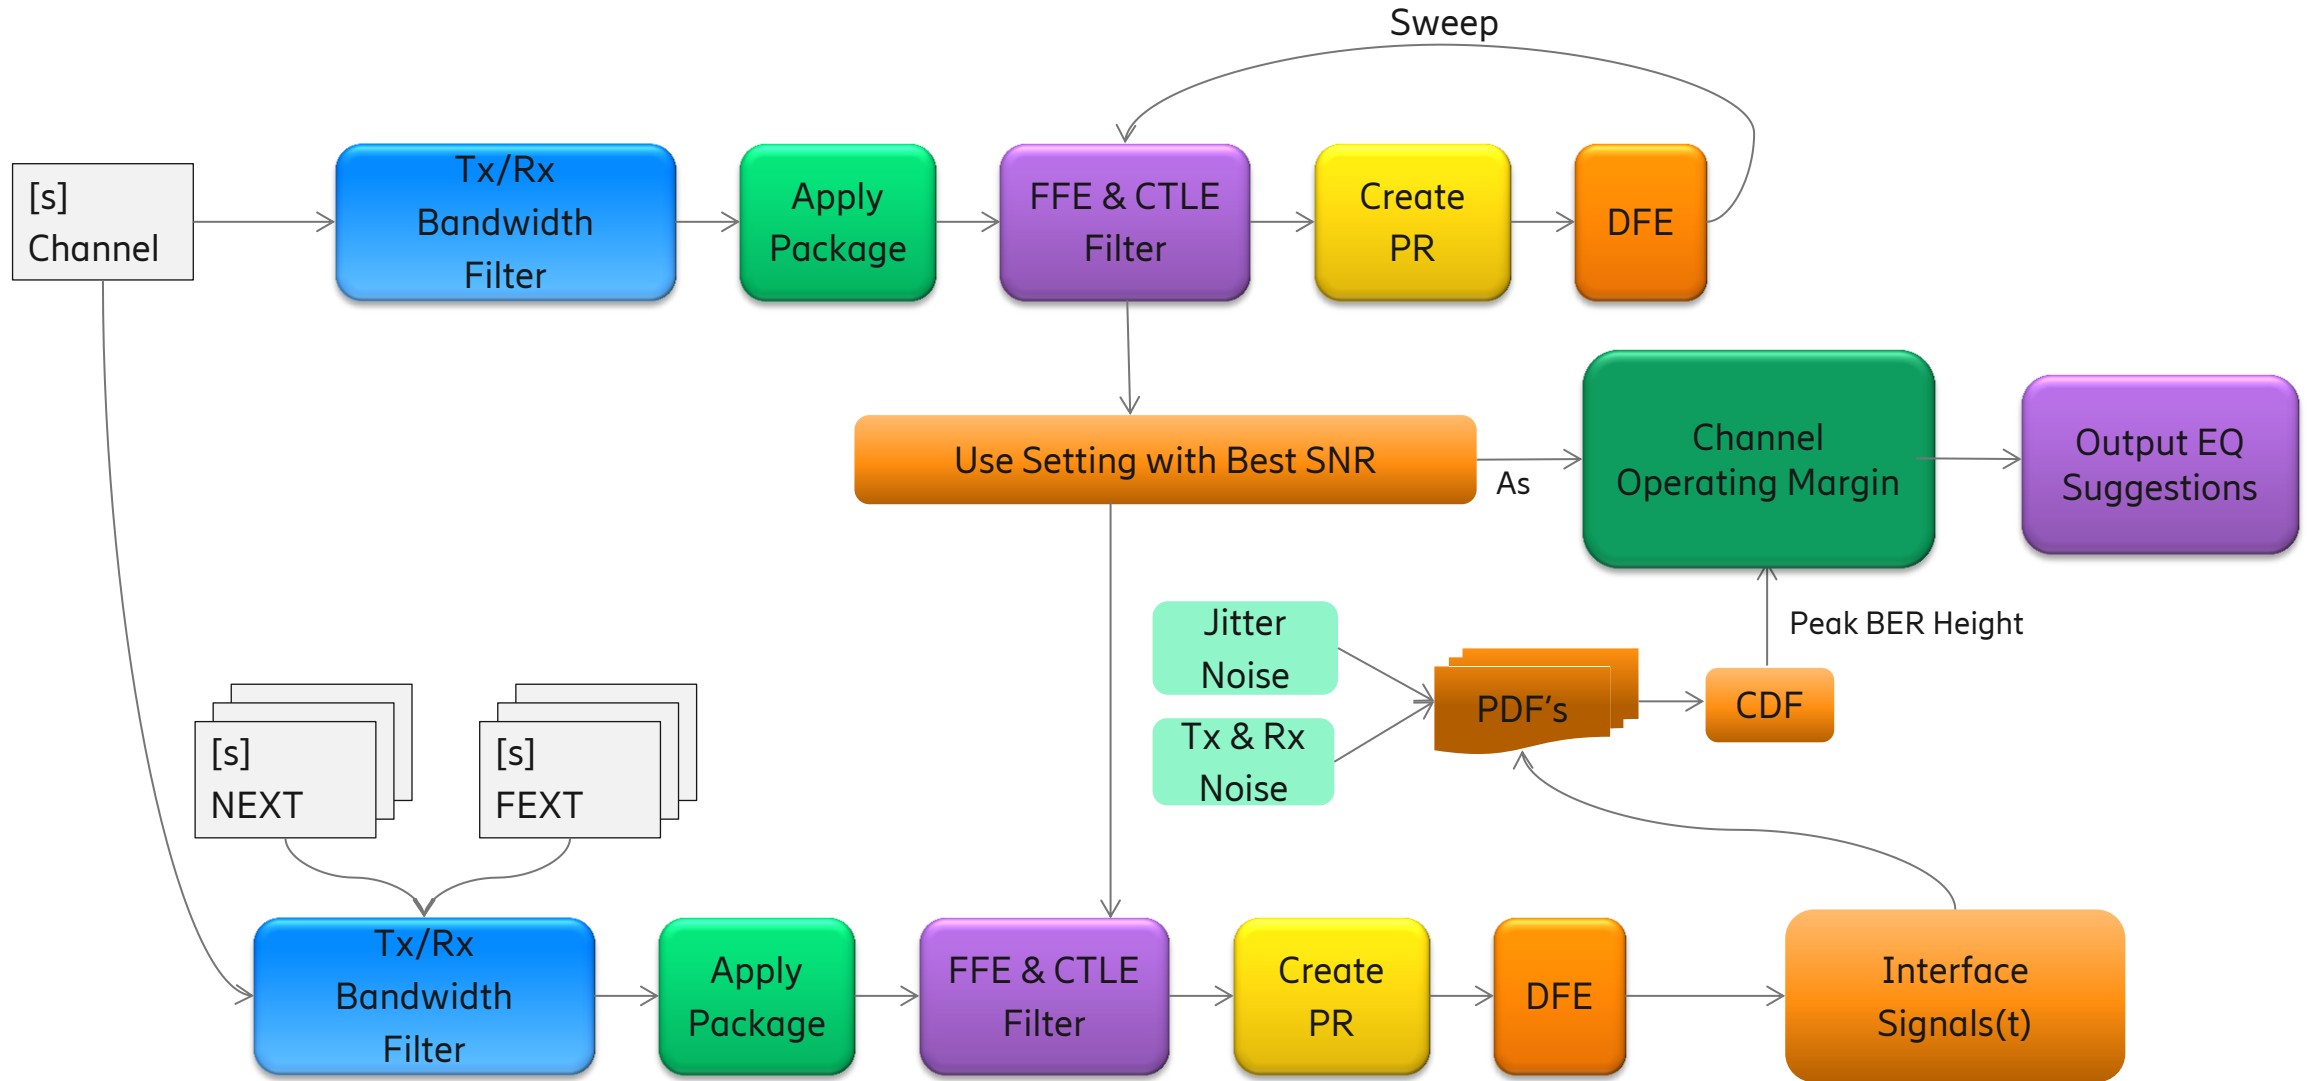 Sweep
[s]
Channel
Tx/Rx
Bandwidth
Filter
Apply
Package
FFE & CTLE
Filter
Create
PR
DFE
Use Setting with Best SNR
As
Channel
Operating Margin
Output EQ
Suggestions
Jitter
Noise
Tx & Rx
Noise
PDF’s
CDF
Peak BER Height
[s]
NEXT
[s]
FEXT
Tx/Rx
Bandwidth
Filter
Apply
Package
FFE & CTLE
Filter
Create
PR
DFE
Interface
Signals(t)